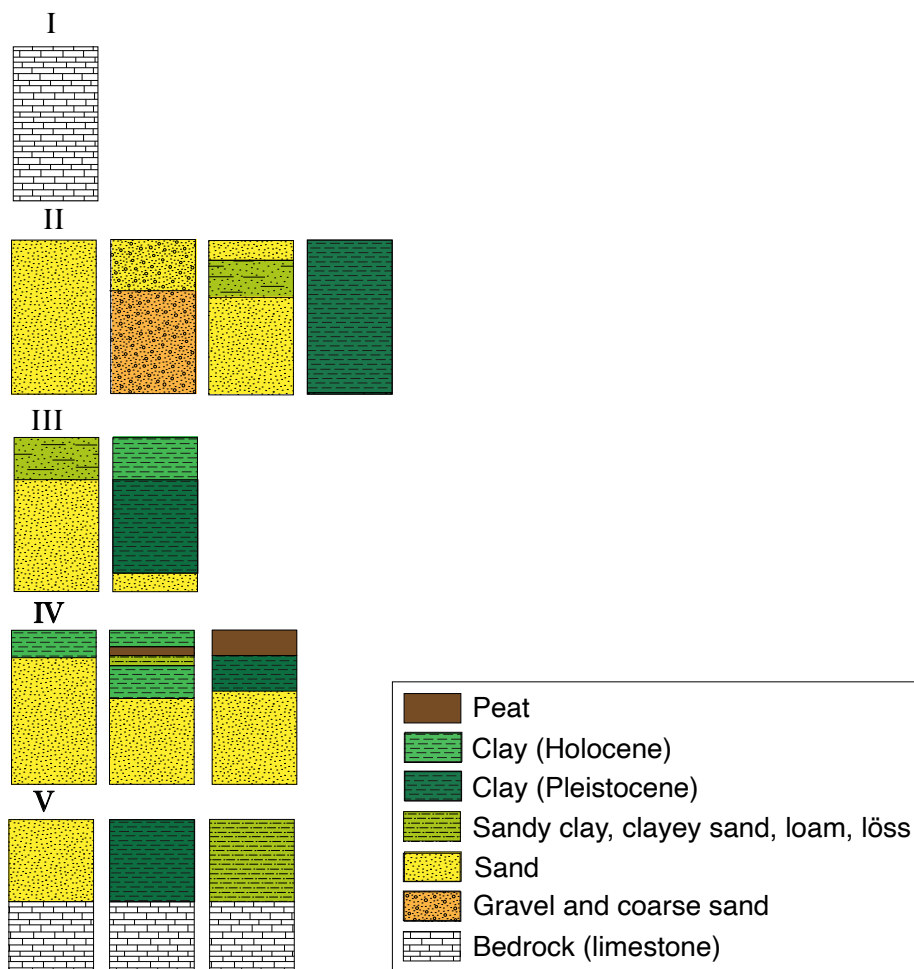 I
II
III
IV
V
Peat
Clay (Holocene)
Clay (Pleistocene)
Sandy clay, clayey sand, loam, löss
Sand
Gravel and coarse sand
Bedrock (limestone)